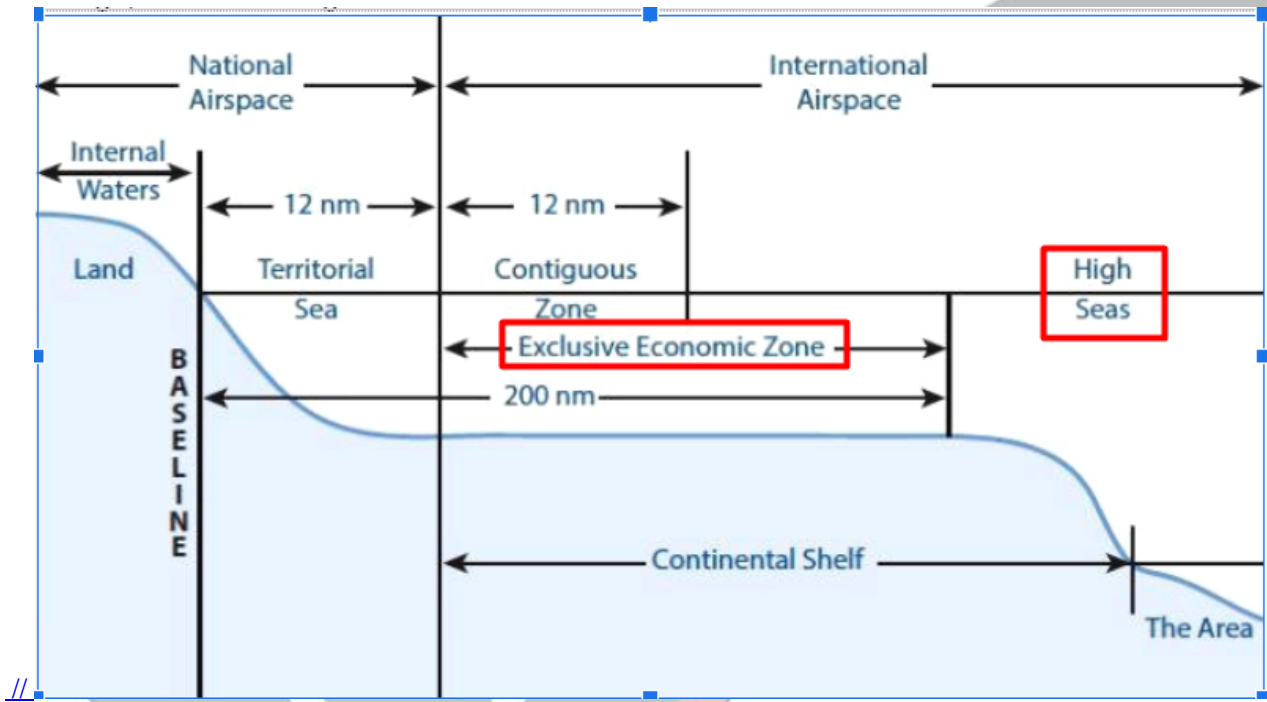 National
Airspace
International
Airspace
Internal
Waters
12 nm
12 nm
Land
Territorial
Sea
Contiguous
Zone
High
Seas
Exclusive Economic Zone
200 nm
BASELINE
Continental Shelf
The Area
//